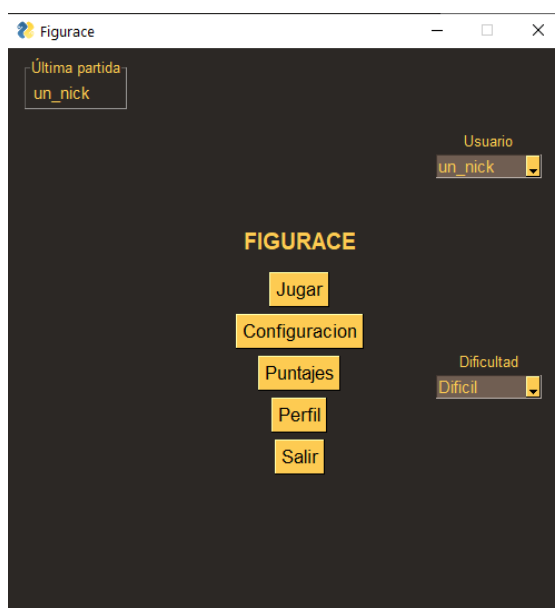 Figurace
Última partida
un_nick
Usuario
un_nick
FIGURACE
Jugar
Configuracion
Puntajes
Dificultad
Dificil
Perfil
Salir